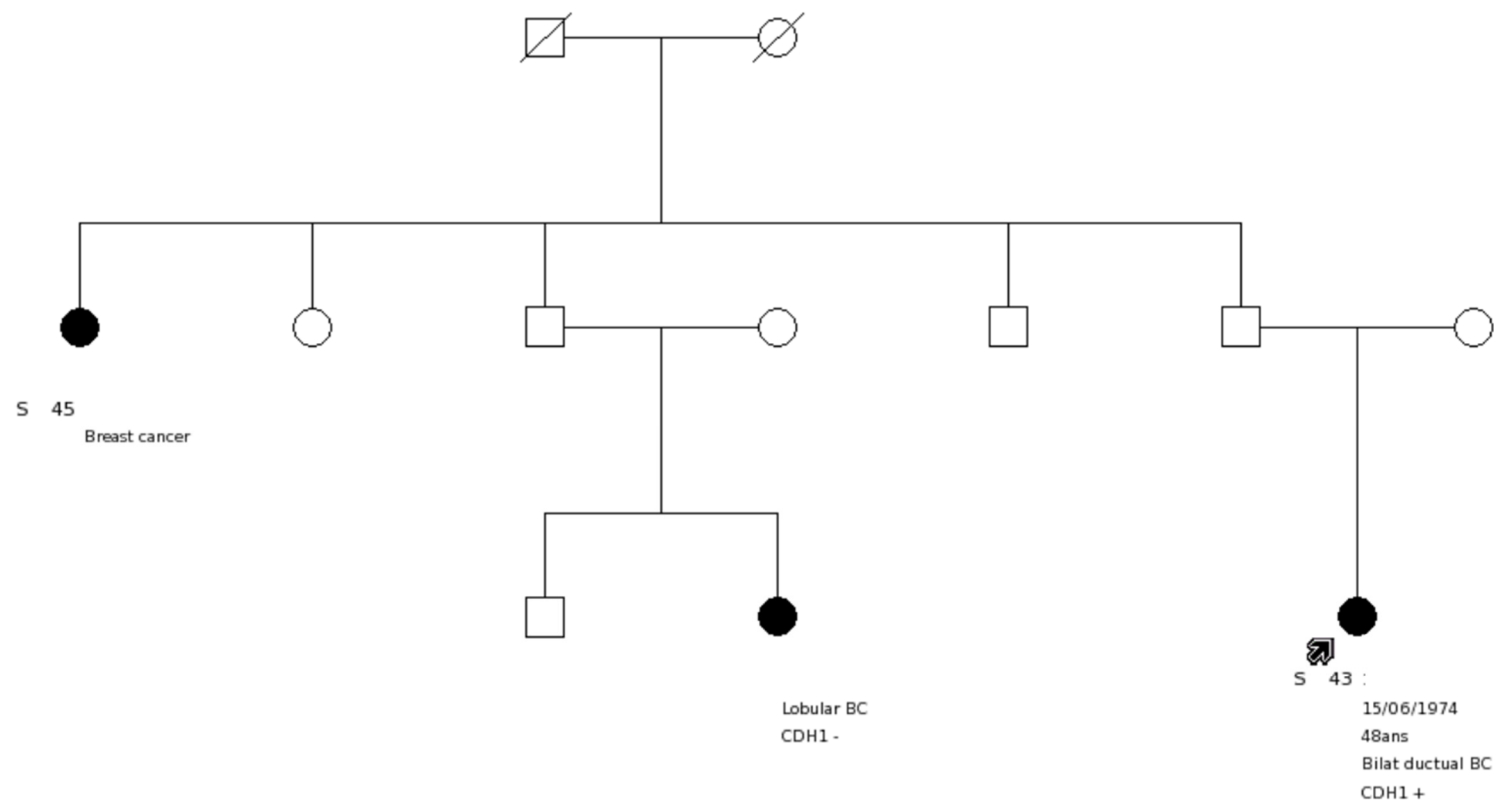 S 45
Breast cancer
Lobular BC
CDH1 -
S 43 :
15/06/1974
48ans
Bilat ductual BC
CDH1 +